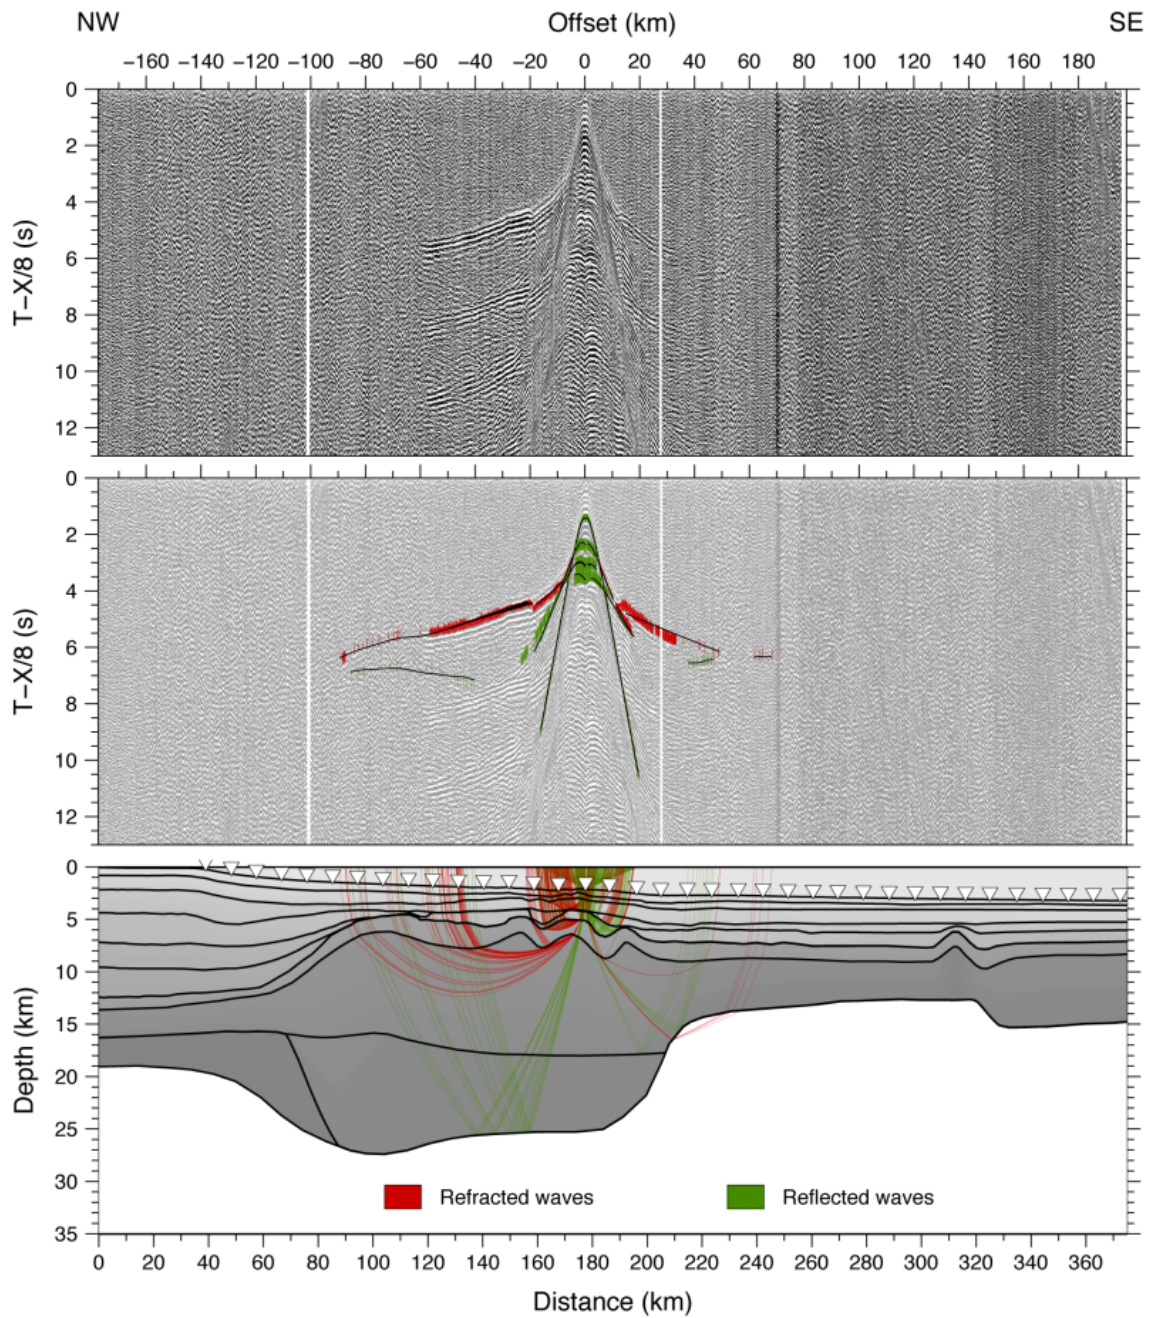 NW Offset (km) SE
−160 −140 −120 −100 −80 −60 −40 −20 0 20 40 60 80 100 120 140 160 180
0
2
4
6
8
10
12
T−X/8 (s)
0
2
4
6
8
10
12
T−X/8 (s)
0
5
10
15
20
25
30
35
Depth (km)
Refracted waves Reflected waves
0 20 40 60 80 100 120 140 160 180 200 220 240 260 280 300 320 340 360
Distance (km)